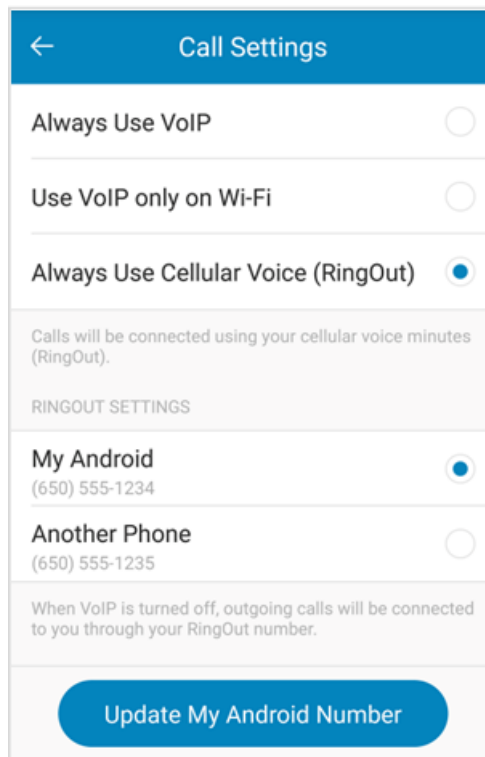 Call Settings
Always Use VoIP
Use VoIP only on Wi-Fi
Always Use Cellular Voice (RingOut)
Calls will be connected using your cellular voice minutes
(RingOut).
RINGOUT SETTINGS
My Android
(650) 555-1234
Another Phone
(650) 555-1235
When VoIP is turned off, outgoing calls will be connected
to you through your RingOut number.
Update My Android Number